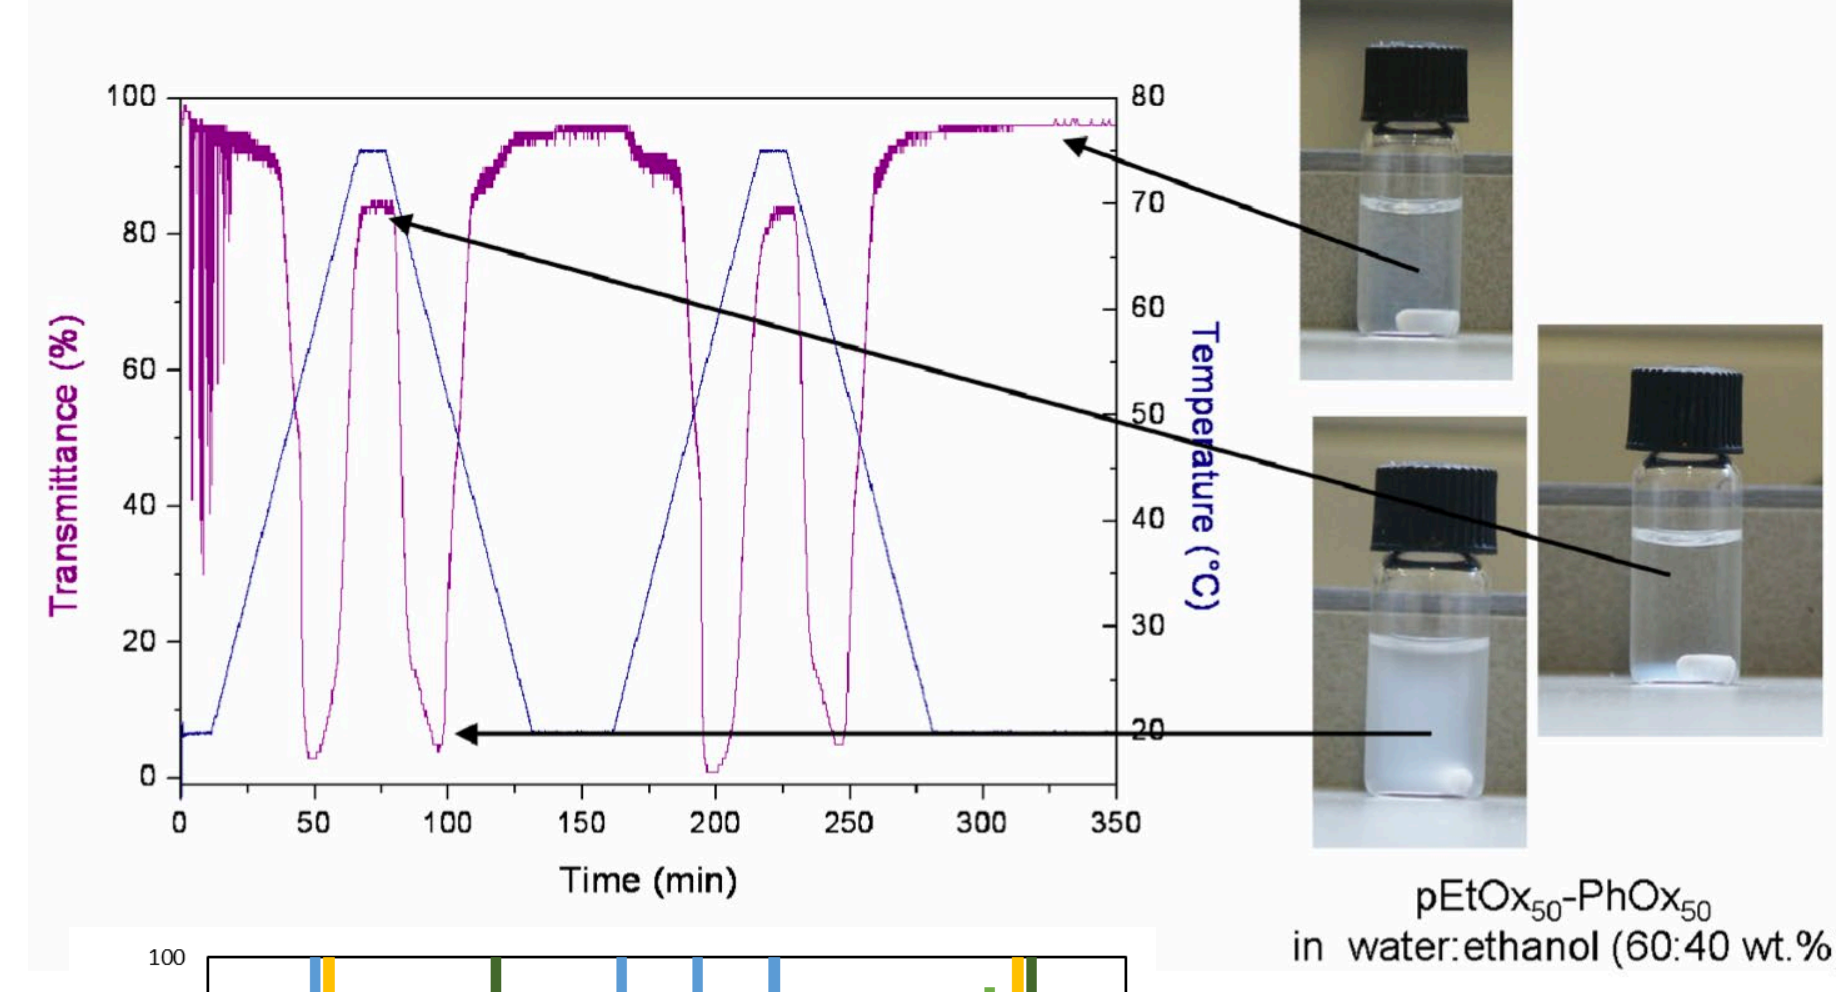 100
80
60
40
20
0
Transmittance (%)
0 50 100 150 200 250 300 350
Time (min)
80
70
60
50
40
30
20
Temperature (°C)
pEtOx₅₀-PhOx₅₀
in water:ethanol (60:40 wt.%
100